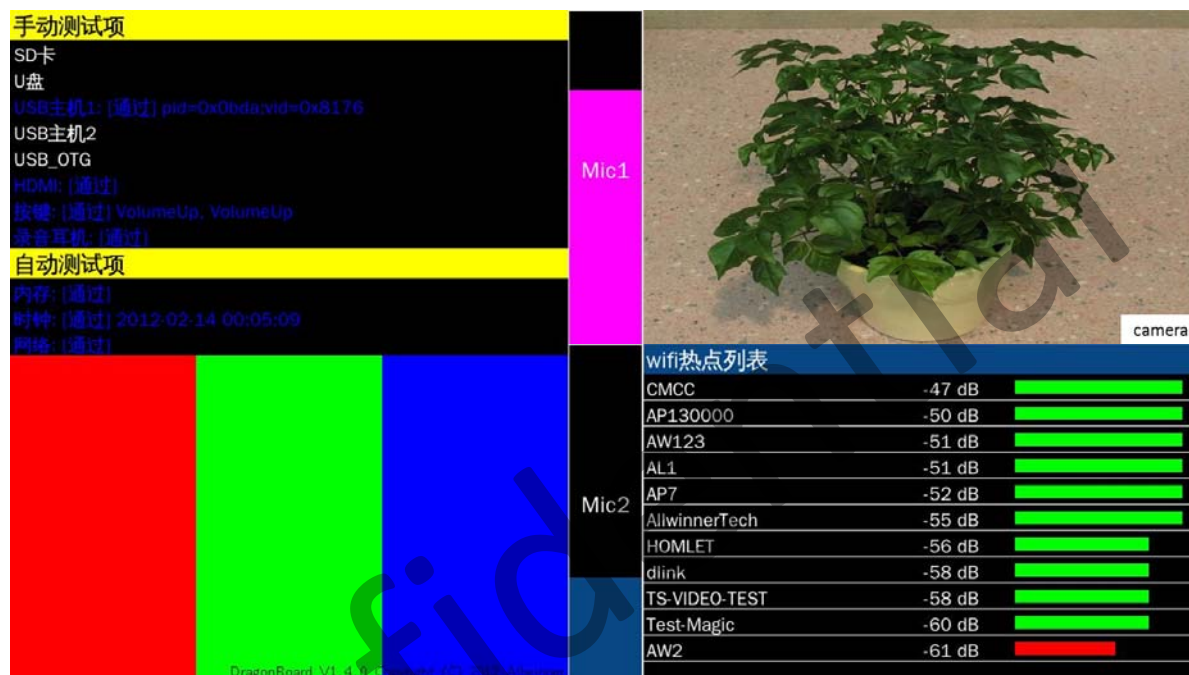 手动测试项
SD卡
U盘
USB主机1: [通过] pid=0x0bda;vid=0x8176
USB主机2
USB_OTG
HDMI: [通过]
按键: [通过] VolumeUp, VolumeUp
录音耳机: [通过]
自动测试项
内存: [通过]
时钟: [通过] 2012-02-14 00:05:09
网络: [通过]
DragonBoard V1.4.0
Mic1
Mic2
camera
wifi热点列表
CMCC -47 dB
AP130000 -50 dB
AW123 -51 dB
AL1 -51 dB
AP7 -52 dB
AllwinnerTech -55 dB
HOMLET -56 dB
dlink -58 dB
TS-VIDEO-TEST -58 dB
Test-Magic -60 dB
AW2 -61 dB